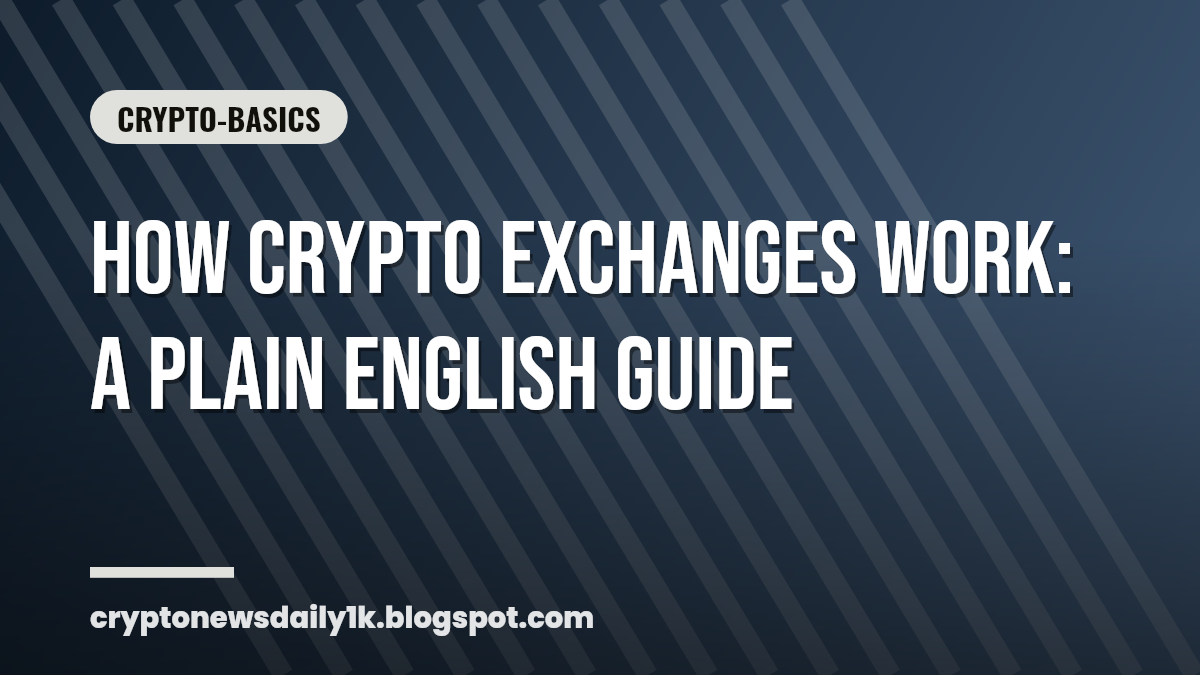 CRYPTO-BASICS
HOW CRYPTO EXCHANGES WORK:
A PLAIN ENGLISH GUIDE
cryptonewsdaily1k.blogspot.com